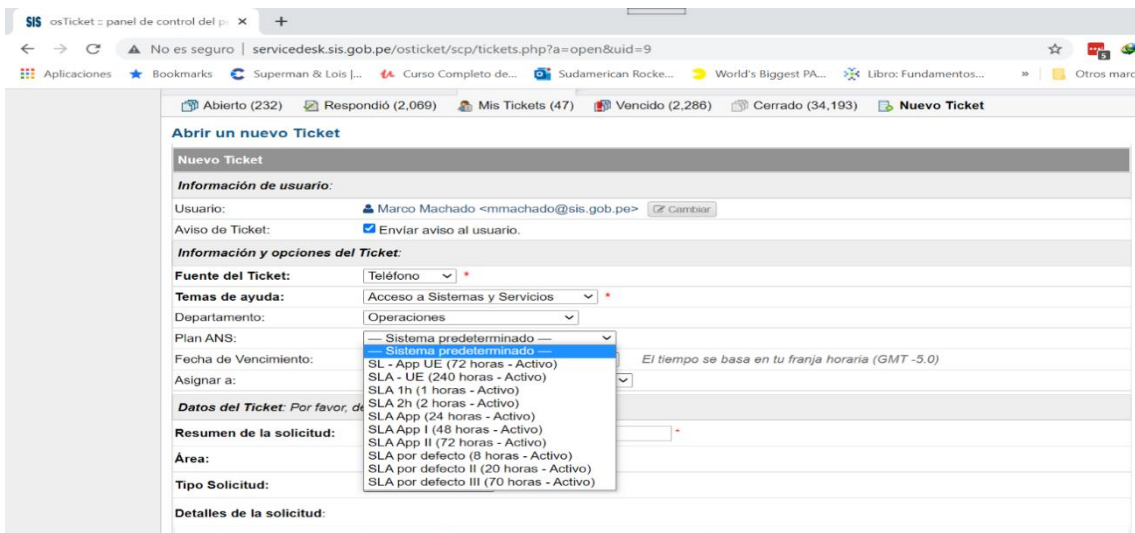 SIS osTicket :: panel de control del p
No es seguro | servicedesk.sis.gob.pe/osticket/scp/tickets.php?a=open&uid=9
5
Aplicaciones Bookmarks Superman & Lois |... Curso Completo de... Sudamerican Rocke... World's Biggest PA... Libro: Fundamentos... » Otros marc
Abierto (232) Respondió (2,069) Mis Tickets (47) Vencido (2,286) Cerrado (34,193) Nuevo Ticket
Abrir un nuevo Ticket
Nuevo Ticket
Información de usuario:
Usuario: Marco Machado <mmachado@sis.gob.pe> Cambiar
Aviso de Ticket: Envíar aviso al usuario.
Información y opciones del Ticket:
Fuente del Ticket: Teléfono *
Temas de ayuda: Acceso a Sistemas y Servicios *
Departamento: Operaciones
Plan ANS: — Sistema predeterminado —
— Sistema predeterminado —
Fecha de Vencimiento: SL - App UE (72 horas - Activo) El tiempo se basa en tu franja horaria (GMT -5.0)
SLA - UE (240 horas - Activo)
Asignar a: SLA 1h (1 horas - Activo)
SLA 2h (2 horas - Activo)
Datos del Ticket: Por favor, de SLA App (24 horas - Activo)
SLA App I (48 horas - Activo)
Resumen de la solicitud: SLA App II (72 horas - Activo) *
Área: SLA por defecto (8 horas - Activo)
SLA por defecto II (20 horas - Activo)
Tipo Solicitud: SLA por defecto III (70 horas - Activo)
Detalles de la solicitud: